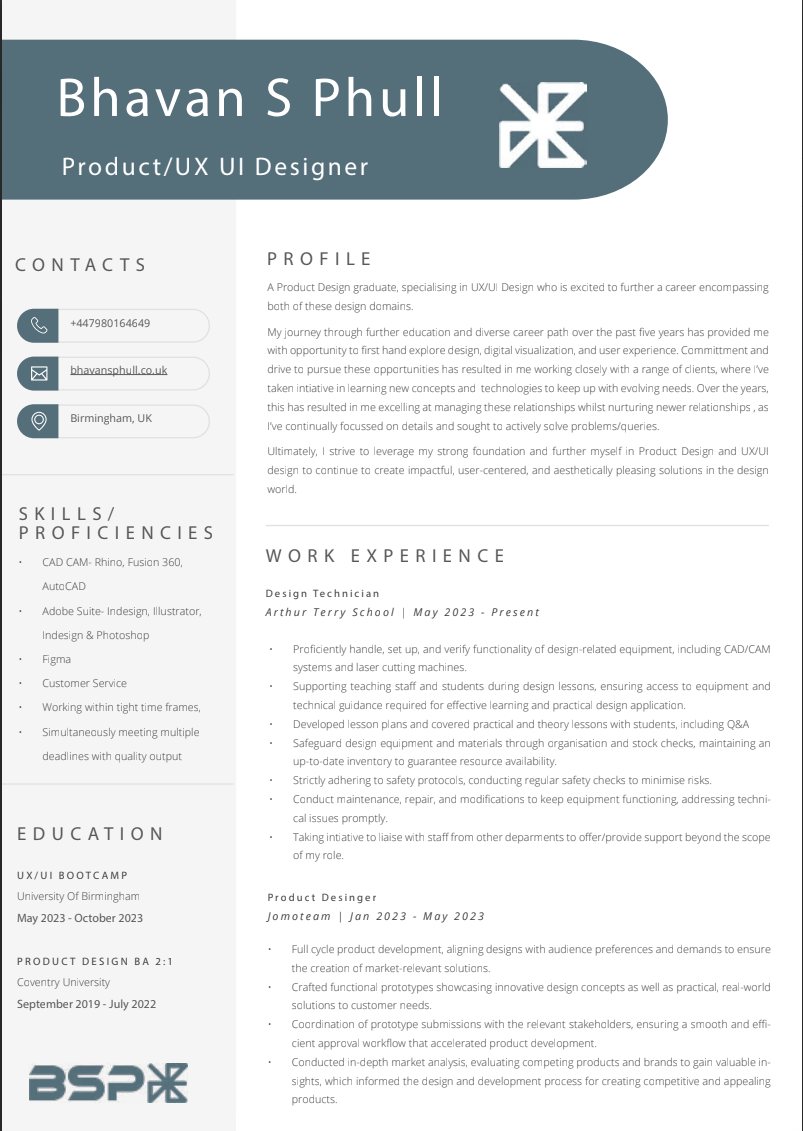 Bhavan S Phull
Product/UX UI Designer
CONTACTS
+447980164649
bhavansphull.co.uk
Birmingham, UK
SKILLS/
PROFICIENCIES
• CAD CAM- Rhino, Fusion 360,
AutoCAD
• Adobe Suite- Indesign, Illustrator,
Indesign & Photoshop
• Figma
• Customer Service
• Working within tight time frames,
• Simultaneously meeting multiple
deadlines with quality output
EDUCATION
UX/UI BOOTCAMP
University Of Birmingham
May 2023 - October 2023
PRODUCT DESIGN BA 2:1
Coventry University
September 2019 - July 2022
BSP
PROFILE
A Product Design graduate, specialising in UX/UI Design who is excited to further a career encompassing
both of these design domains.
My journey through further education and diverse career path over the past five years has provided me
with opportunity to first hand explore design, digital visualization, and user experience. Committment and
drive to pursue these opportunities has resulted in me working closely with a range of clients, where I've
taken intiative in learning new concepts and technologies to keep up with evolving needs. Over the years,
this has resulted in me excelling at managing these relationships whilst nurturing newer relationships , as
I've continually focussed on details and sought to actively solve problems/queries.
Ultimately, I strive to leverage my strong foundation and further myself in Product Design and UX/UI
design to continue to create impactful, user-centered, and aesthetically pleasing solutions in the design
world.
WORK EXPERIENCE
Design Technician
Arthur Terry School | May 2023 - Present
• Proficiently handle, set up, and verify functionality of design-related equipment, including CAD/CAM
systems and laser cutting machines.
• Supporting teaching staff and students during design lessons, ensuring access to equipment and
technical guidance required for effective learning and practical design application.
• Developed lesson plans and covered practical and theory lessons with students, including Q&A
• Safeguard design equipment and materials through organisation and stock checks, maintaining an
up-to-date inventory to guarantee resource availability.
• Strictly adhering to safety protocols, conducting regular safety checks to minimise risks.
• Conduct maintenance, repair, and modifications to keep equipment functioning, addressing techni-
cal issues promptly.
• Taking intiative to liaise with staff from other deparments to offer/provide support beyond the scope
of my role.
Product Desinger
Jomoteam | Jan 2023 - May 2023
• Full cycle product development, aligning designs with audience preferences and demands to ensure
the creation of market-relevant solutions.
• Crafted functional prototypes showcasing innovative design concepts as well as practical, real-world
solutions to customer needs.
• Coordination of prototype submissions with the relevant stakeholders, ensuring a smooth and effi-
cient approval workflow that accelerated product development.
• Conducted in-depth market analysis, evaluating competing products and brands to gain valuable in-
sights, which informed the design and development process for creating competitive and appealing
products.